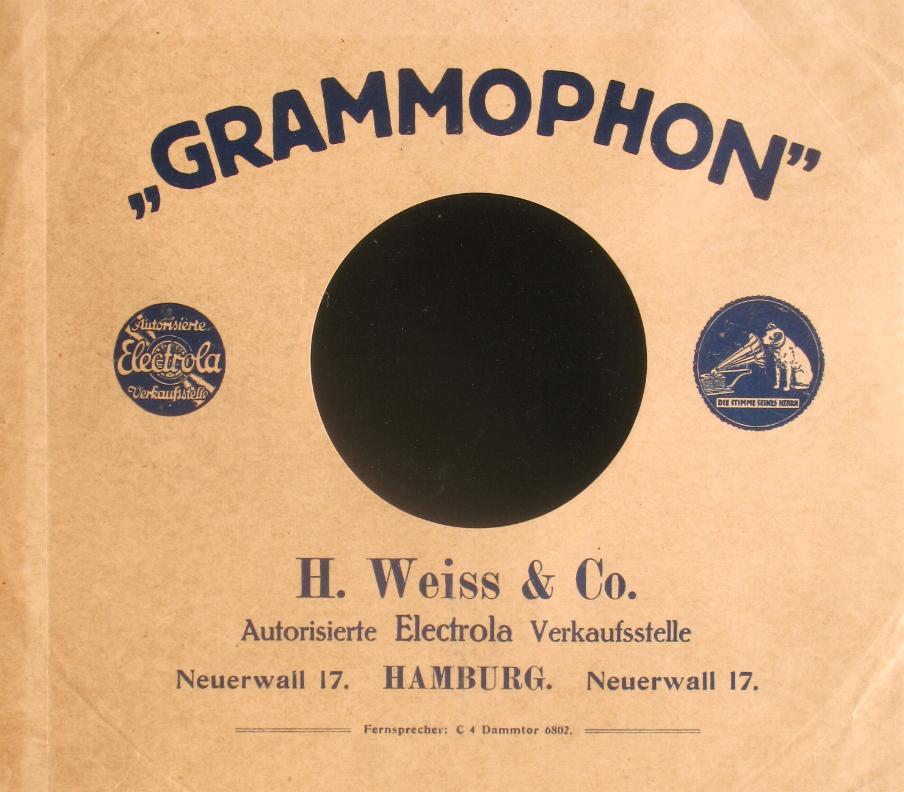 „GRAMMOPHON”
Autorisierte
Electrola
Verkaufsstelle
DIE STIMME SEINES HERRN
H. Weiss & Co.
Autorisierte Electrola Verkaufsstelle
Neuerwall 17. HAMBURG. Neuerwall 17.
Fernsprecher: C 4 Dammtor 6802.